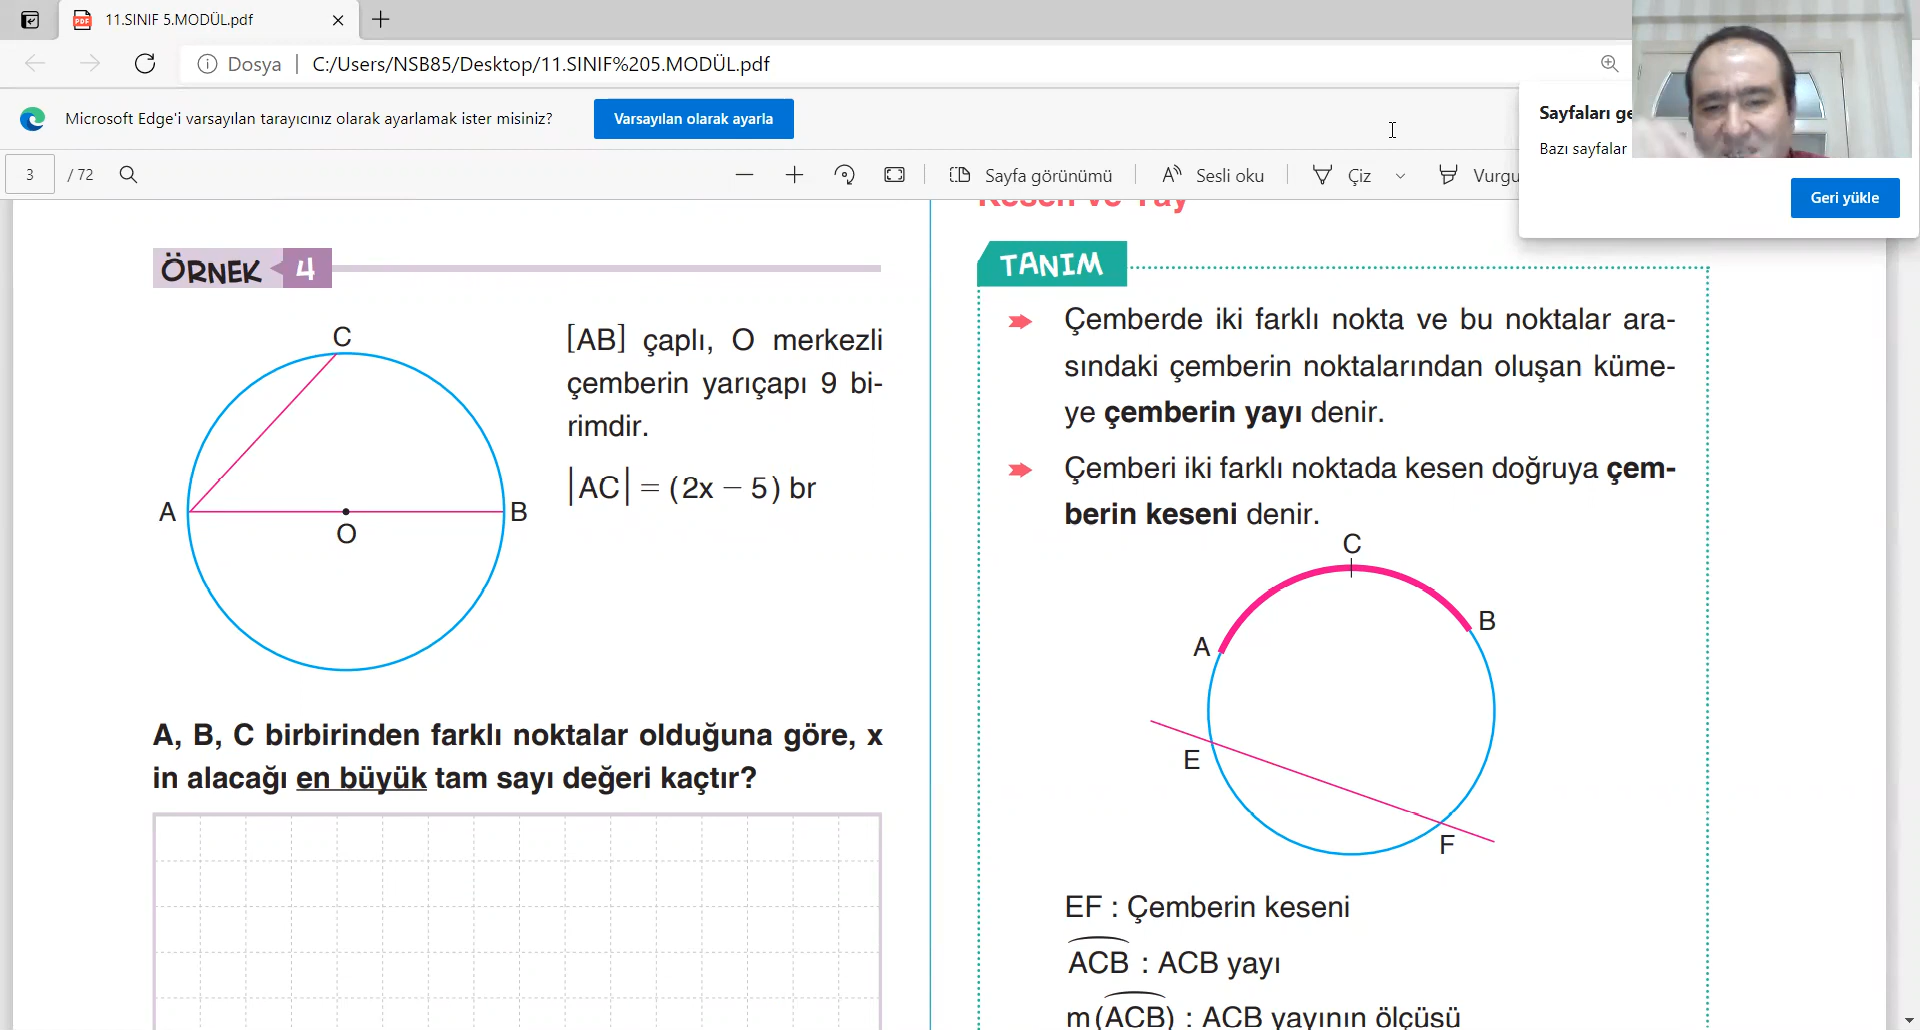 11.SINIF 5.MODÜL.pdf
Dosya | C:/Users/NSB85/Desktop/11.SINIF%205.MODÜL.pdf
Microsoft Edge'i varsayılan tarayıcınız olarak ayarlamak ister misiniz?
Varsayılan olarak ayarla
Sayfaları ge
Bazı sayfalar
Geri yükle
3 / 72
Sayfa görünümü
Sesli oku
Çiz
Vurgu
ÖRNEK 4
C
A
B
O
[AB] çaplı, O merkezli
çemberin yarıçapı 9 bi-
rimdir.
|AC| = (2x − 5) br
A, B, C birbirinden farklı noktalar olduğuna göre, x
in alacağı en büyük tam sayı değeri kaçtır?
Kesen ve Yay
TANIM
Çemberde iki farklı nokta ve bu noktalar ara-
sındaki çemberin noktalarından oluşan küme-
ye çemberin yayı denir.
Çemberi iki farklı noktada kesen doğruya çem-
berin keseni denir.
C
B
A
E
F
EF : Çemberin keseni
ACB : ACB yayı
m(ACB) : ACB yayının ölçüsü